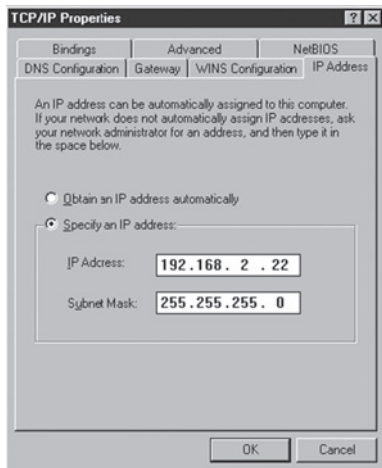 TCP/IP Properties
? X
Bindings Advanced NetBIOS
DNS Configuration Gateway WINS Configuration IP Address
An IP address can be automatically assigned to this computer.
If your network does not automatically assign IP addresses, ask
your network administrator for an address, and then type it in
the space below.
Obtain an IP address automatically
Specify an IP address:
IP Address: 192.168. 2 .22
Subnet Mask: 255.255.255. 0
OK Cancel